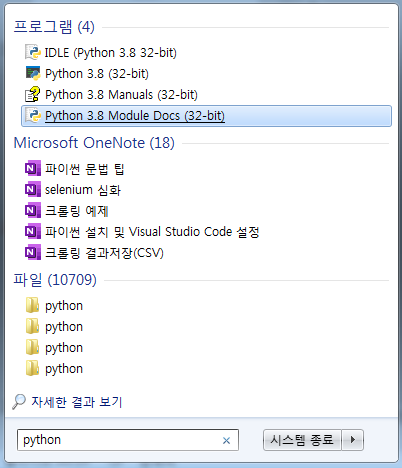 프로그램 (4)
IDLE (Python 3.8 32-bit)
Python 3.8 (32-bit)
Python 3.8 Manuals (32-bit)
Python 3.8 Module Docs (32-bit)
Microsoft OneNote (18)
파이썬 문법 팁
selenium 심화
크롤링 예제
파이썬 설치 및 Visual Studio Code 설정
크롤링 결과저장(CSV)
파일 (10709)
python
python
python
python
자세한 결과 보기
python
시스템 종료